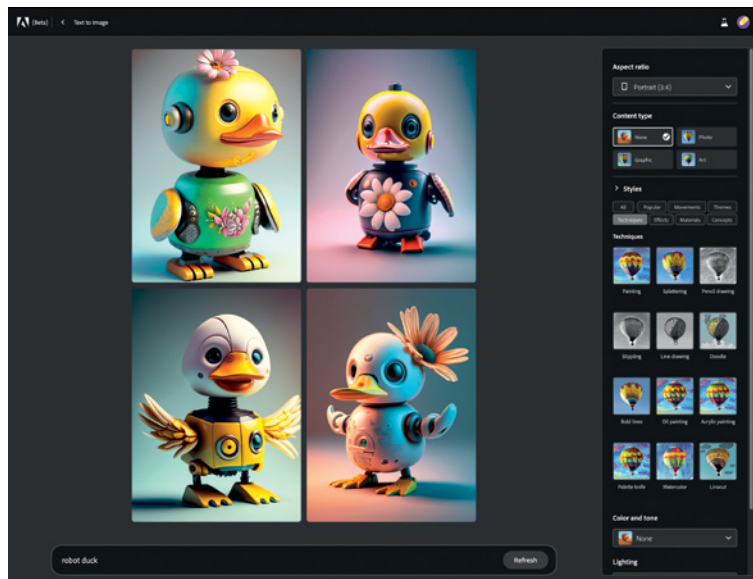 [Beta] Text to image
Aspect ratio
Portrait (3:4)
Content type
None Photo
Graphic Art
Styles
All Popular Movements Themes
Techniques Effects Materials Concepts
Techniques
Painting Splattering Pencil drawing
Stippling Line drawing Doodle
Bold lines Oil painting Acrylic painting
Palette knife Watercolor Linocut
Color and tone
None
Lighting
robot duck Refresh